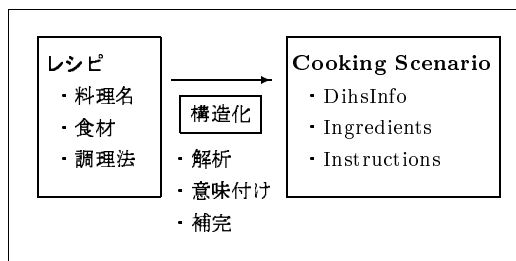 レシピ
・料理名
・食材
・調理法
構造化
・解析
・意味付け
・補完
Cooking Scenario
・DihsInfo
・Ingredients
・Instructions